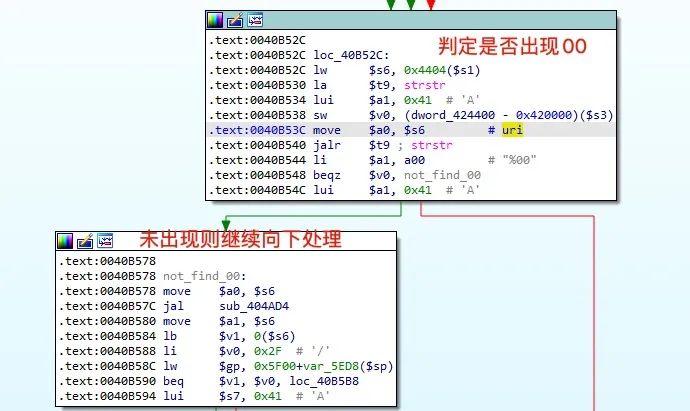 .text:0040B52C
判定是否出现00
.text:0040B52C loc_40B52C:
.text:0040B52C lw $s6, 0x4404($s1)
.text:0040B530 la $t9, strstr
.text:0040B534 lui $a1, 0x41 # 'A'
.text:0040B538 sw $v0, (dword_424400 - 0x420000)($s3)
.text:0040B53C move $a0, $s6 # uri
.text:0040B540 jalr $t9 ; strstr
.text:0040B544 li $a1, a00 # "%00"
.text:0040B548 beqz $v0, not_find_00
.text:0040B54C lui $a1, 0x41 # 'A'
未出现则继续向下处理
.text:0040B578
.text:0040B578 not_find_00:
.text:0040B578 move $a0, $s6
.text:0040B57C jal sub_404AD4
.text:0040B580 move $a1, $s6
.text:0040B584 lb $v1, 0($s6)
.text:0040B588 li $v0, 0x2F # '/'
.text:0040B58C lw $gp, 0x5F00+var_5ED8($sp)
.text:0040B590 beq $v1, $v0, loc_40B5B8
.text:0040B594 lui $s7, 0x41 # 'A'